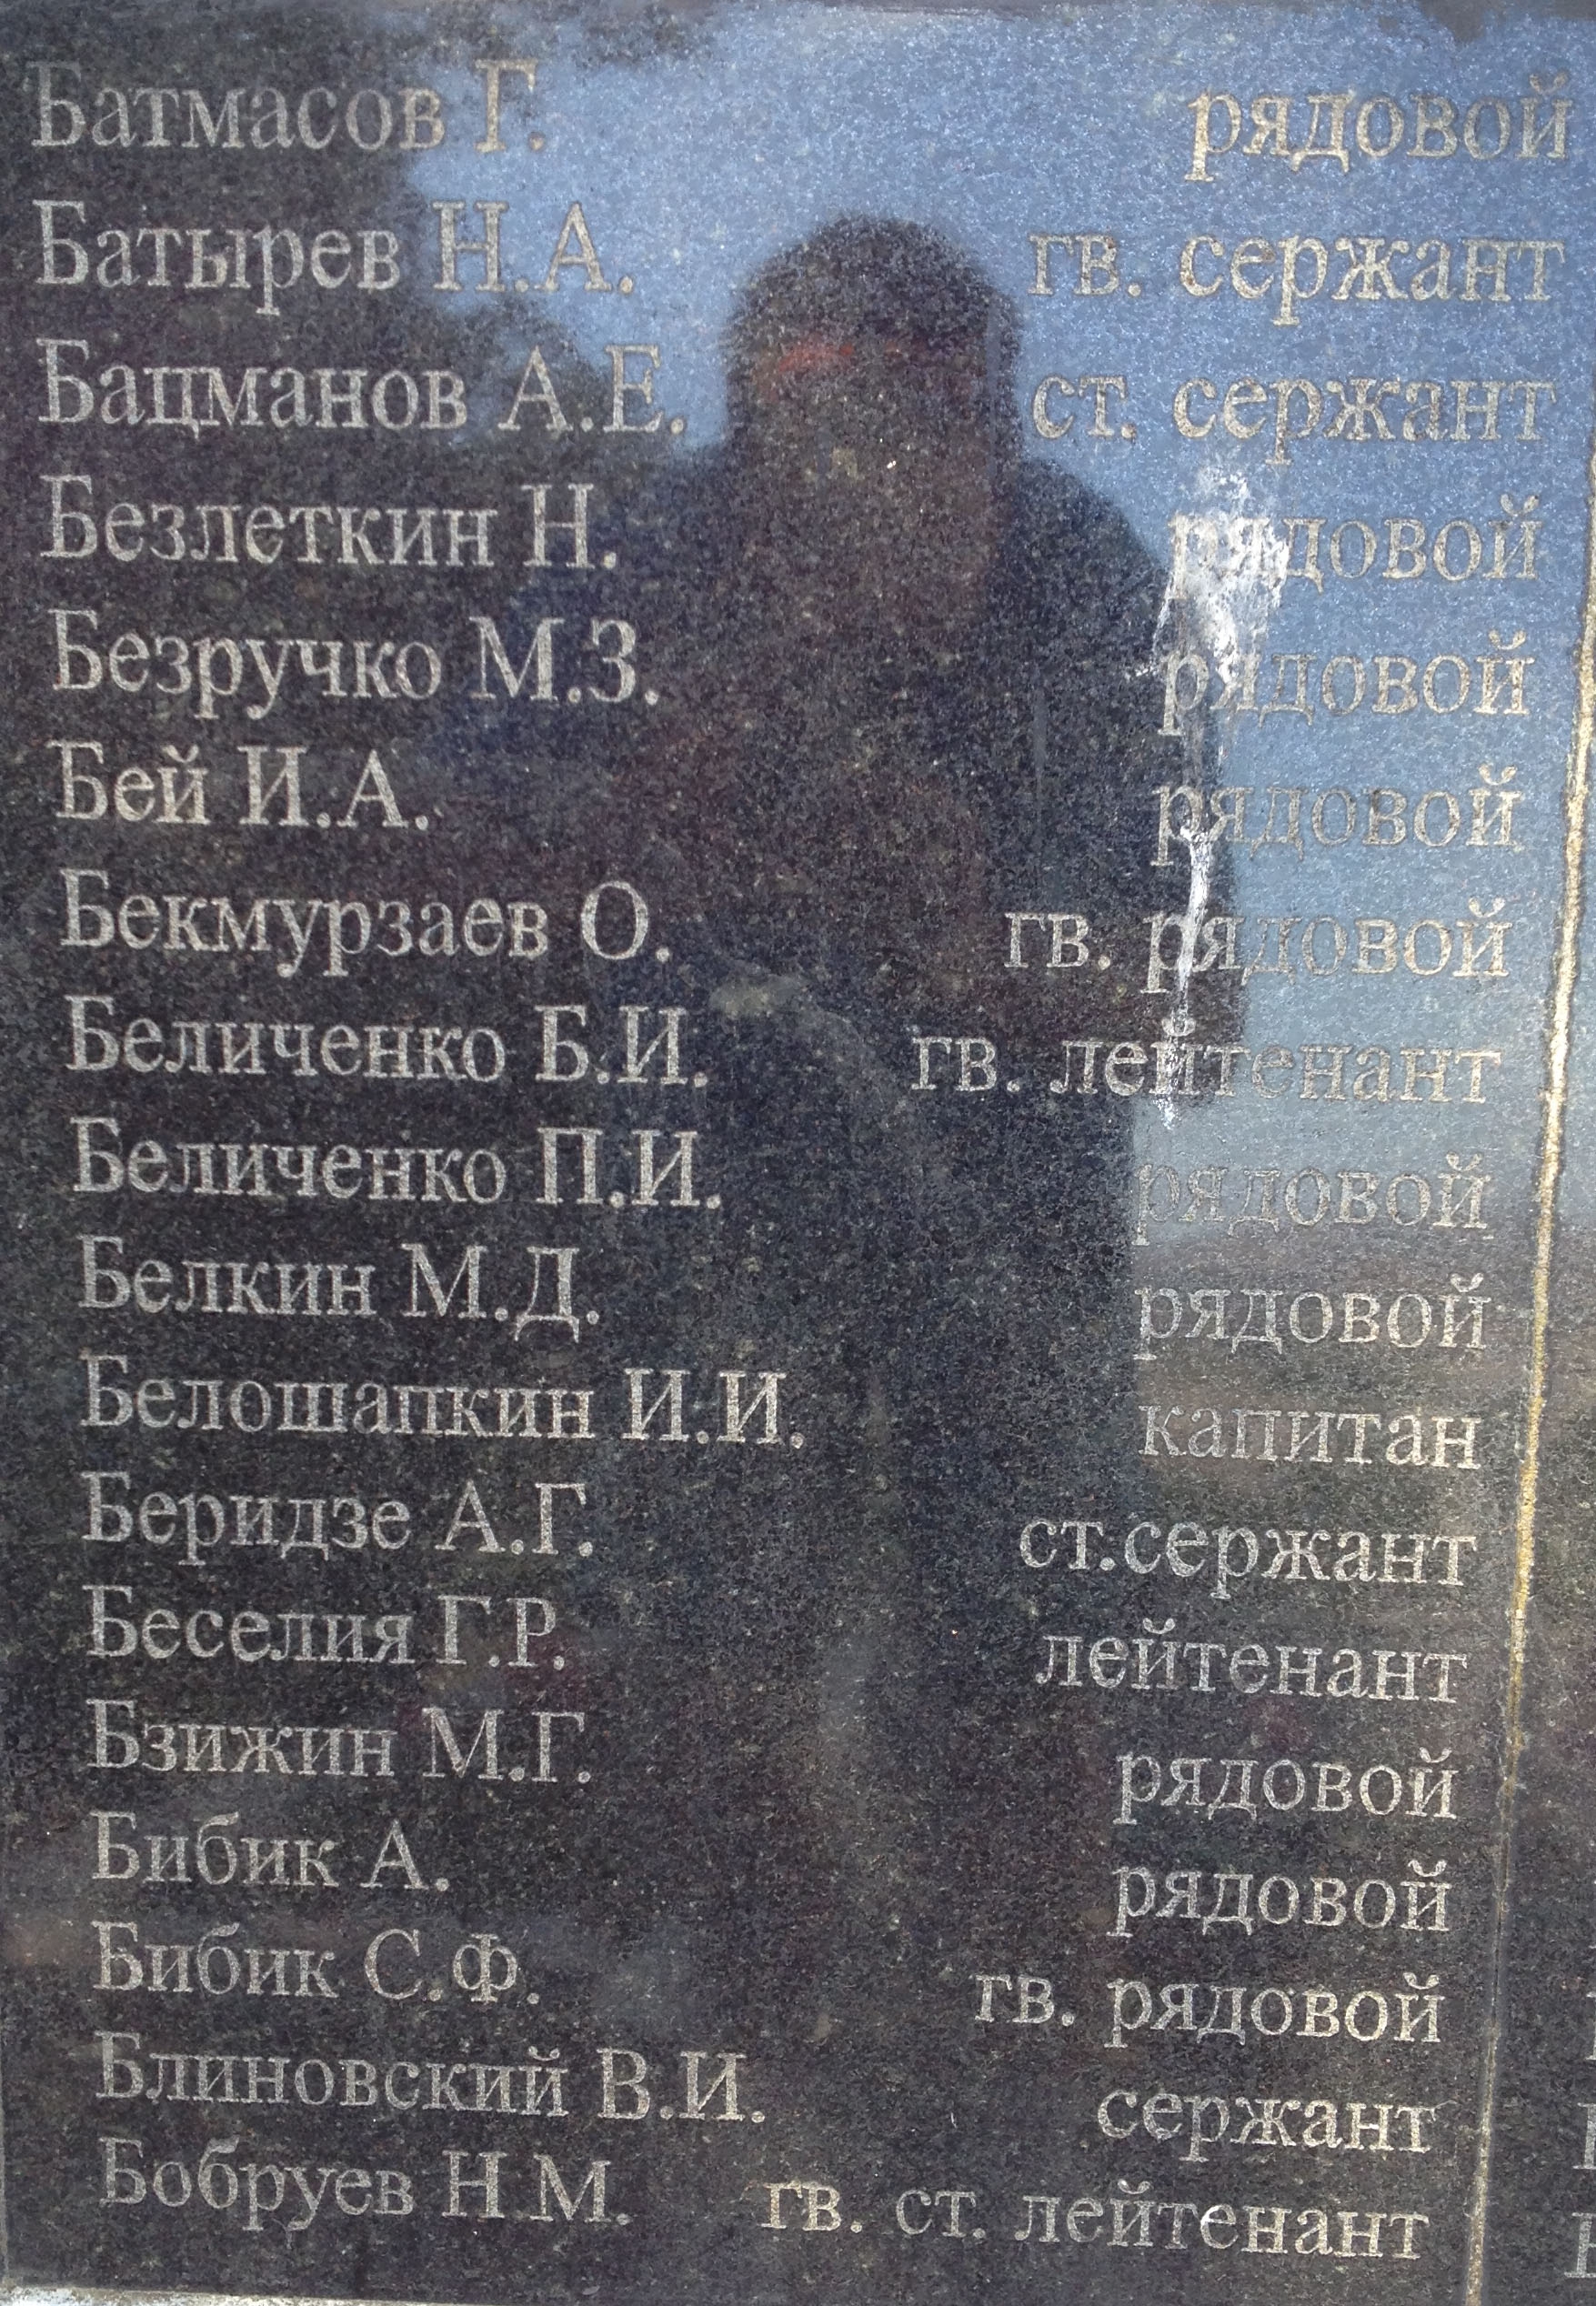 Батмасов Г. рядовой
Батырев Н.А. гв. сержант
Бацманов А.Е. ст. сержант
Безлеткин Н. рядовой
Безручко М.З. рядовой
Бей И.А. рядовой
Бекмурзаев О. гв. рядовой
Беличенко Б.И. гв. лейтенант
Беличенко П.И. рядовой
Белкин М.Д. рядовой
Белошапкин И.И. капитан
Беридзе А.Г. ст.сержант
Беселия Г.Р. лейтенант
Бзижин М.Г. рядовой
Бибик А. рядовой
Бибик С.Ф. гв. рядовой
Блиновский В.И. сержант
Бобруев Н.М. гв. ст. лейтенант